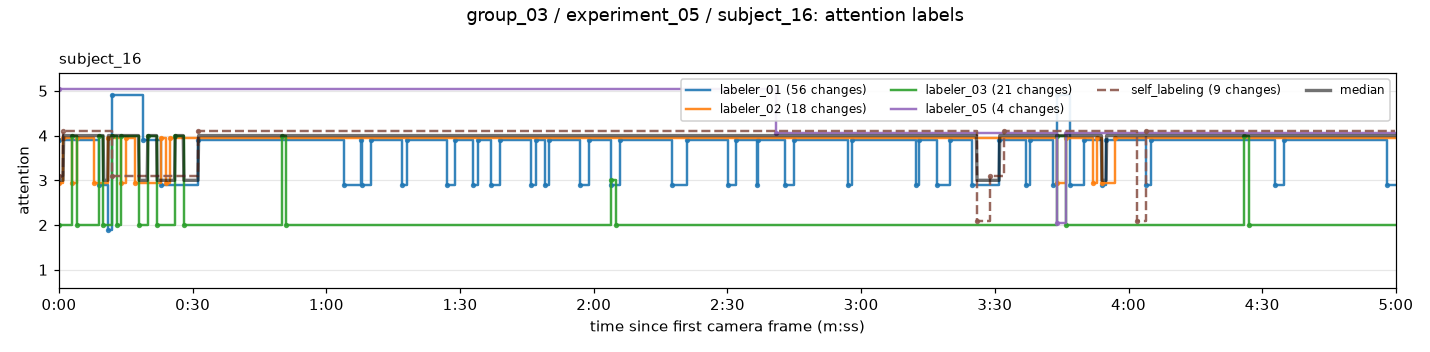 group_03 / experiment_05 / subject_16: attention labels
subject_16
labeler_01 (56 changes)
labeler_02 (18 changes)
labeler_03 (21 changes)
labeler_05 (4 changes)
self_labeling (9 changes)
median
attention
5
4
3
2
1
0:00 0:30 1:00 1:30 2:00 2:30 3:00 3:30 4:00 4:30 5:00
time since first camera frame (m:ss)